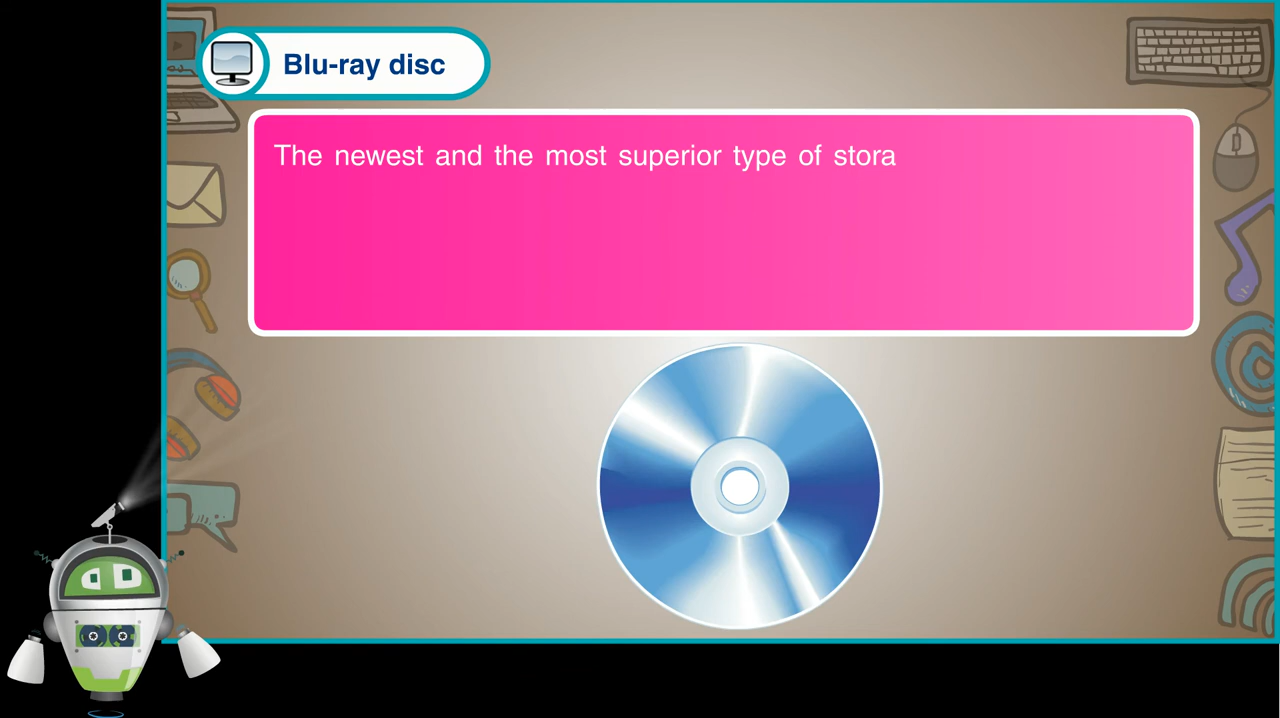 Blu-ray disc
The newest and the most superior type of stora